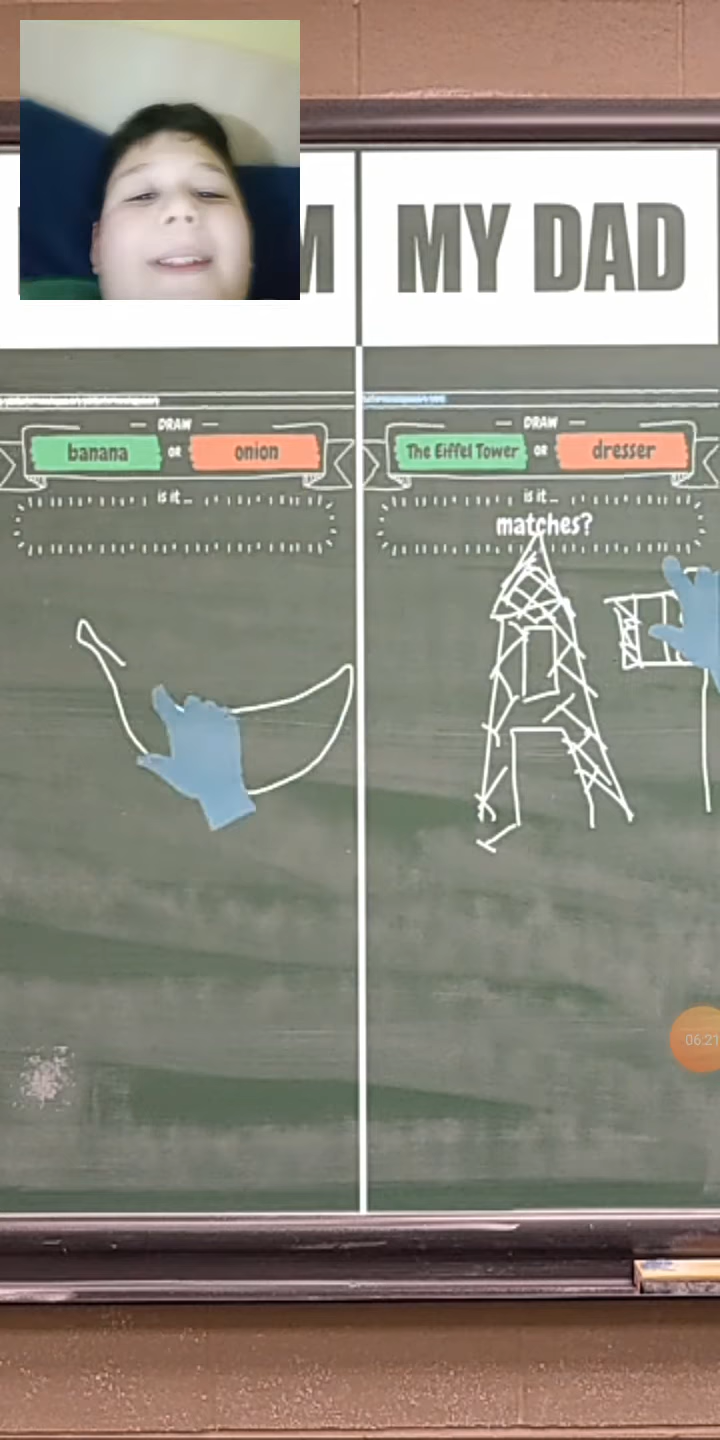 M
MY DAD
DRAW
banana
OR
onion
is it...
DRAW
The Eiffel Tower
OR
dresser
is it...
matches?
06:21